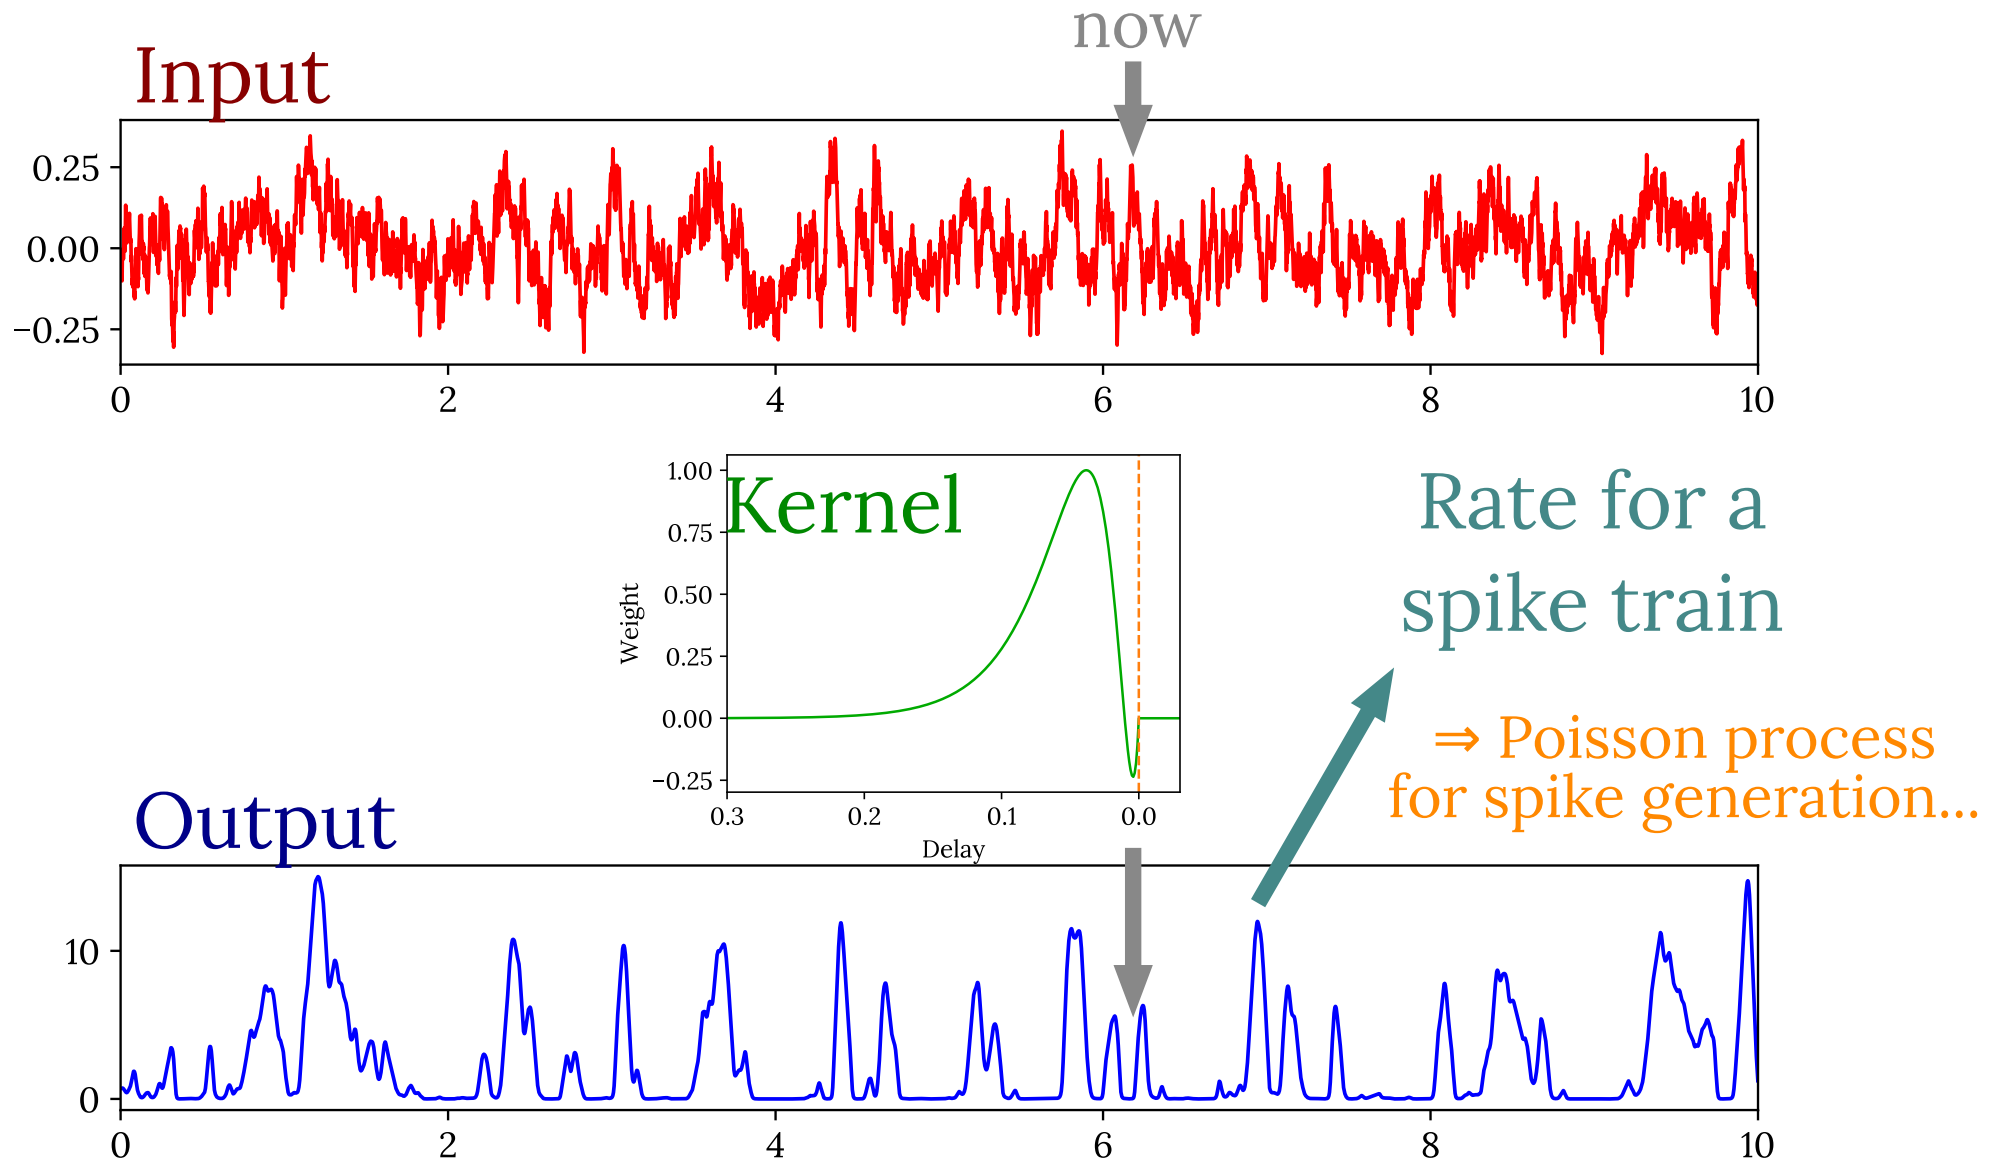 now
Input
0.25
0.00
−0.25
0 2 4 6 8 10
Kernel
1.00
0.75
0.50
0.25
0.00
−0.25
Weight
0.3 0.2 0.1 0.0
Delay
Rate for a
spike train
⇒ Poisson process
for spike generation...
Output
10
0
0 2 4 6 8 10